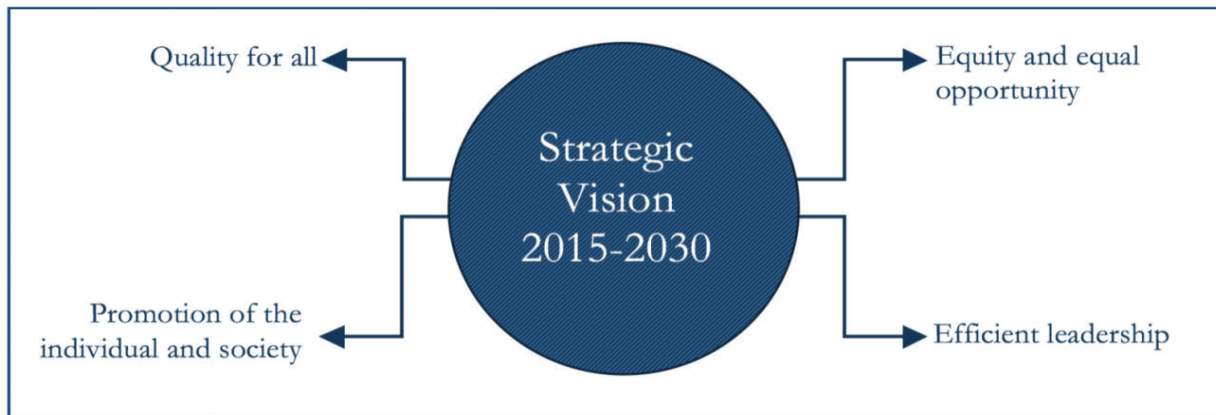 Quality for all
Equity and equal
opportunity
Strategic
Vision
2015-2030
Promotion of the
individual and society
Efficient leadership